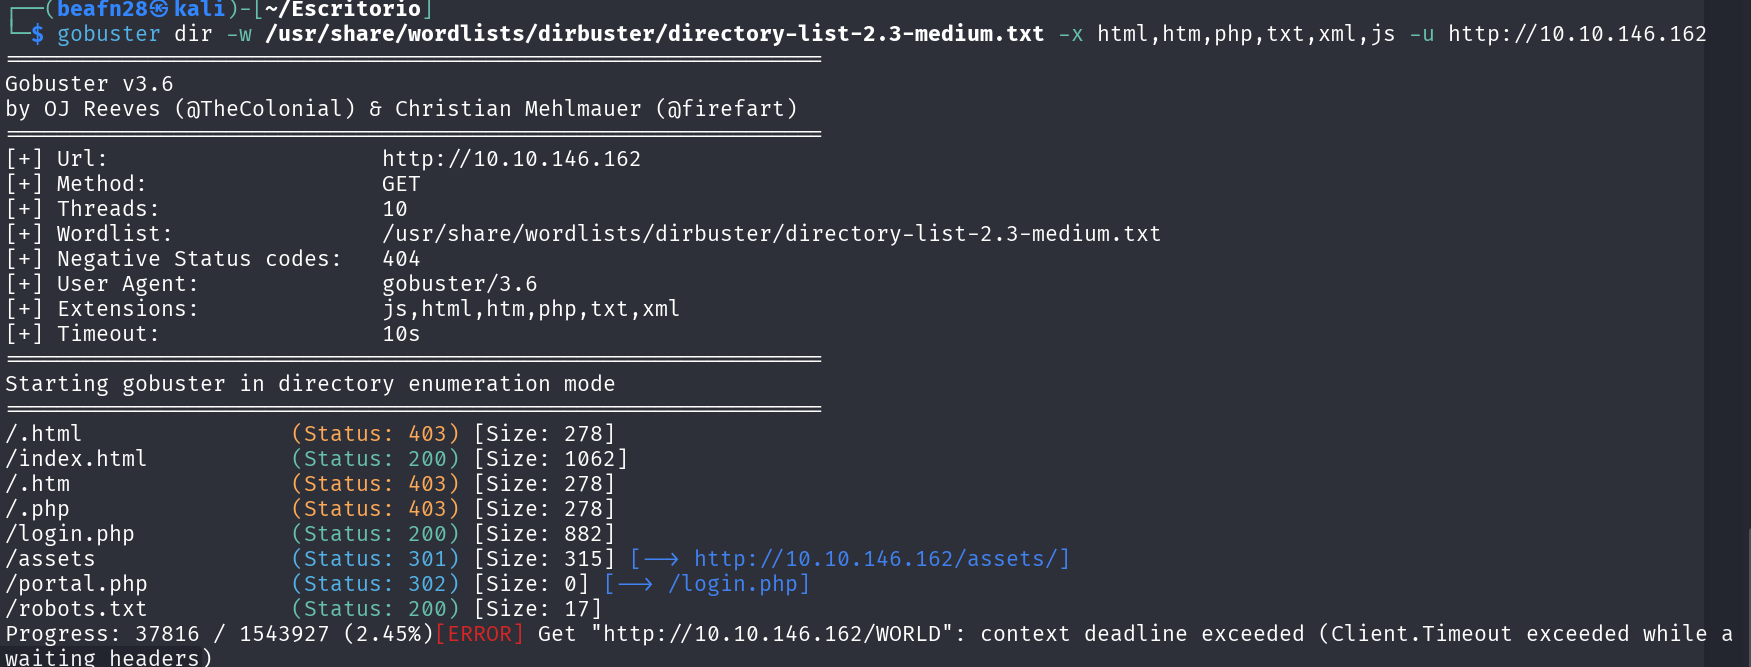 ┌──(beafn28㉿kali)-[~/Escritorio]
└─$ gobuster dir -w /usr/share/wordlists/dirbuster/directory-list-2.3-medium.txt -x html,htm,php,txt,xml,js -u http://10.10.146.162
===============================================================
Gobuster v3.6
by OJ Reeves (@TheColonial) & Christian Mehlmauer (@firefart)
===============================================================
[+] Url:                     http://10.10.146.162
[+] Method:                  GET
[+] Threads:                 10
[+] Wordlist:                /usr/share/wordlists/dirbuster/directory-list-2.3-medium.txt
[+] Negative Status codes:   404
[+] User Agent:              gobuster/3.6
[+] Extensions:              js,html,htm,php,txt,xml
[+] Timeout:                 10s
===============================================================
Starting gobuster in directory enumeration mode
===============================================================
/.html                (Status: 403) [Size: 278]
/index.html           (Status: 200) [Size: 1062]
/.htm                 (Status: 403) [Size: 278]
/.php                 (Status: 403) [Size: 278]
/login.php            (Status: 200) [Size: 882]
/assets               (Status: 301) [Size: 315] [--> http://10.10.146.162/assets/]
/portal.php           (Status: 302) [Size: 0] [--> /login.php]
/robots.txt           (Status: 200) [Size: 17]
Progress: 37816 / 1543927 (2.45%)[ERROR] Get "http://10.10.146.162/WORLD": context deadline exceeded (Client.Timeout exceeded while a
waiting headers)